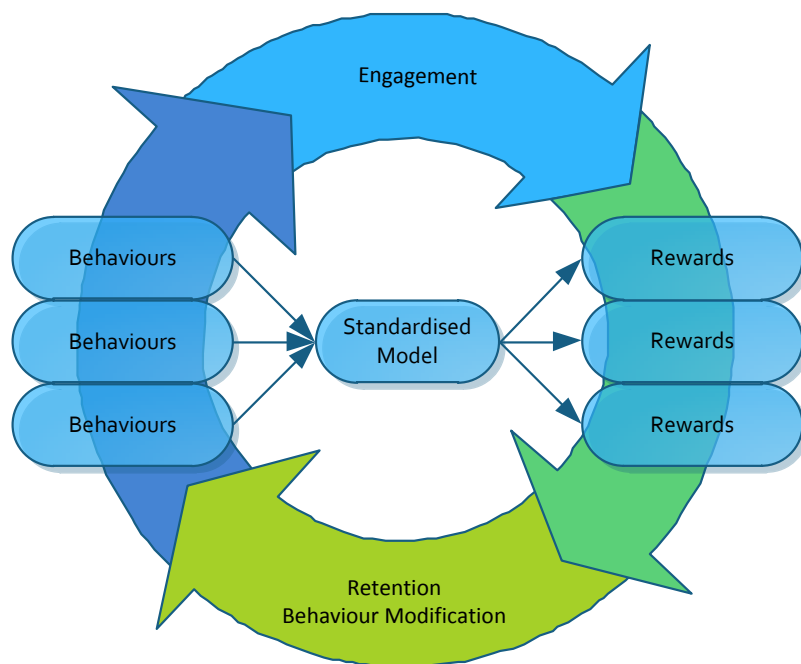 Engagement
Behaviours
Behaviours
Behaviours
Standardised
Model
Rewards
Rewards
Rewards
Retention
Behaviour Modification